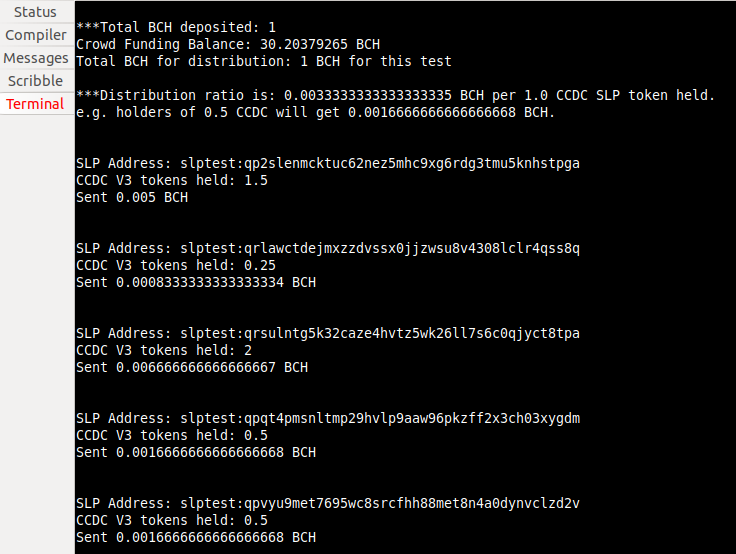 Status
Compiler
Messages
Scribble
Terminal
***Total BCH deposited: 1
Crowd Funding Balance: 30.20379265 BCH
Total BCH for distribution: 1 BCH for this test
***Distribution ratio is: 0.0033333333333333335 BCH per 1.0 CCDC SLP token held.
e.g. holders of 0.5 CCDC will get 0.0016666666666666668 BCH.
SLP Address: slptest:qp2slenmcktuc62nez5mhc9xg6rdg3tmu5knhstpga
CCDC V3 tokens held: 1.5
Sent 0.005 BCH
SLP Address: slptest:qrlawctdejmxzzdvssx0jjzwsu8v4308lclr4qss8q
CCDC V3 tokens held: 0.25
Sent 0.0008333333333333334 BCH
SLP Address: slptest:qrsulntg5k32caze4hvtz5wk26ll7s6c0qjyct8tpa
CCDC V3 tokens held: 2
Sent 0.006666666666666667 BCH
SLP Address: slptest:qpqt4pmsnltmp29hvlp9aaw96pkzff2x3ch03xygdm
CCDC V3 tokens held: 0.5
Sent 0.0016666666666666668 BCH
SLP Address: slptest:qpvyu9met7695wc8srcfhh88met8n4a0dynvclzd2v
CCDC V3 tokens held: 0.5
Sent 0.0016666666666666668 BCH